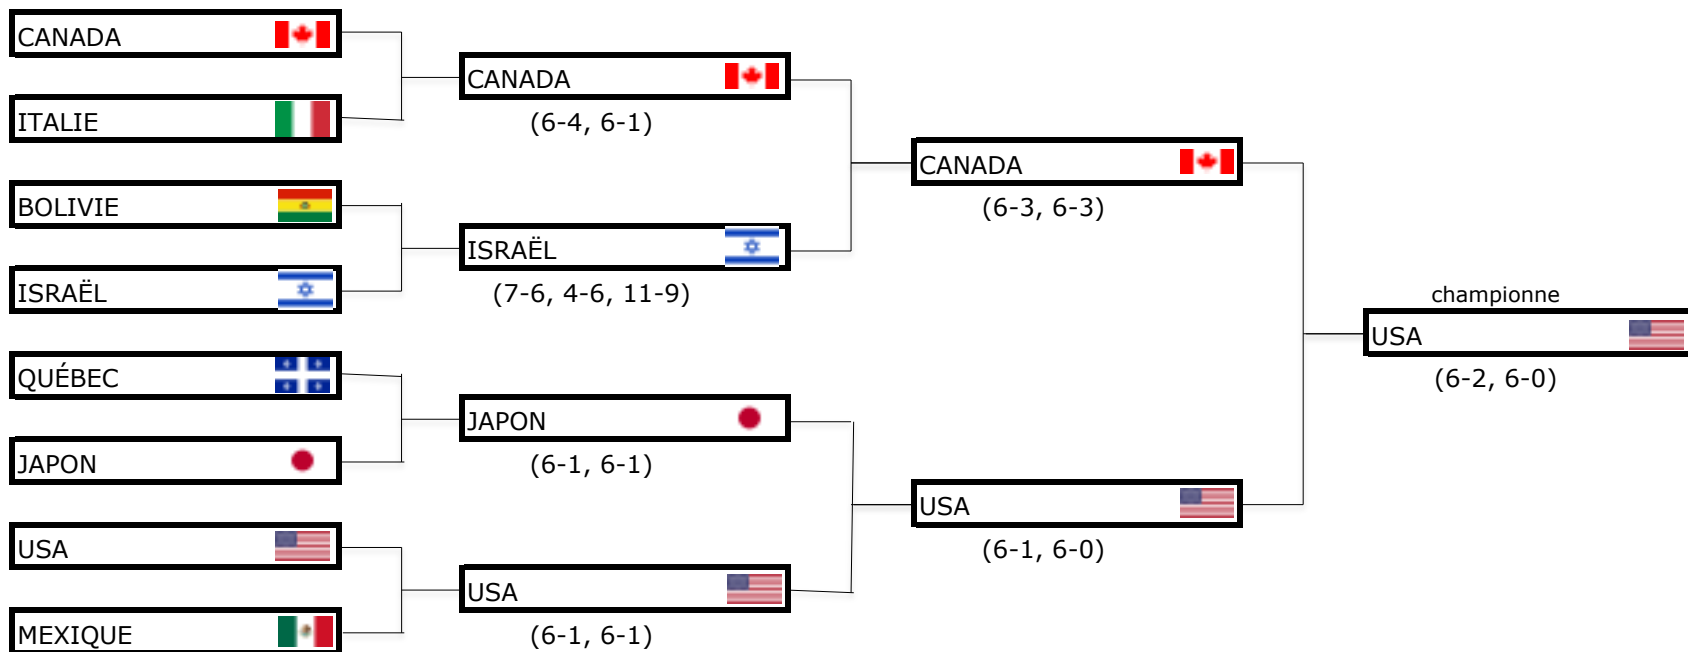 CANADA
ITALIE
BOLIVIE
ISRAËL
QUÉBEC
JAPON
USA
MEXIQUE
CANADA
(6-4, 6-1)
ISRAËL
(7-6, 4-6, 11-9)
JAPON
(6-1, 6-1)
USA
(6-1, 6-1)
CANADA
(6-3, 6-3)
USA
(6-1, 6-0)
championne
USA
(6-2, 6-0)